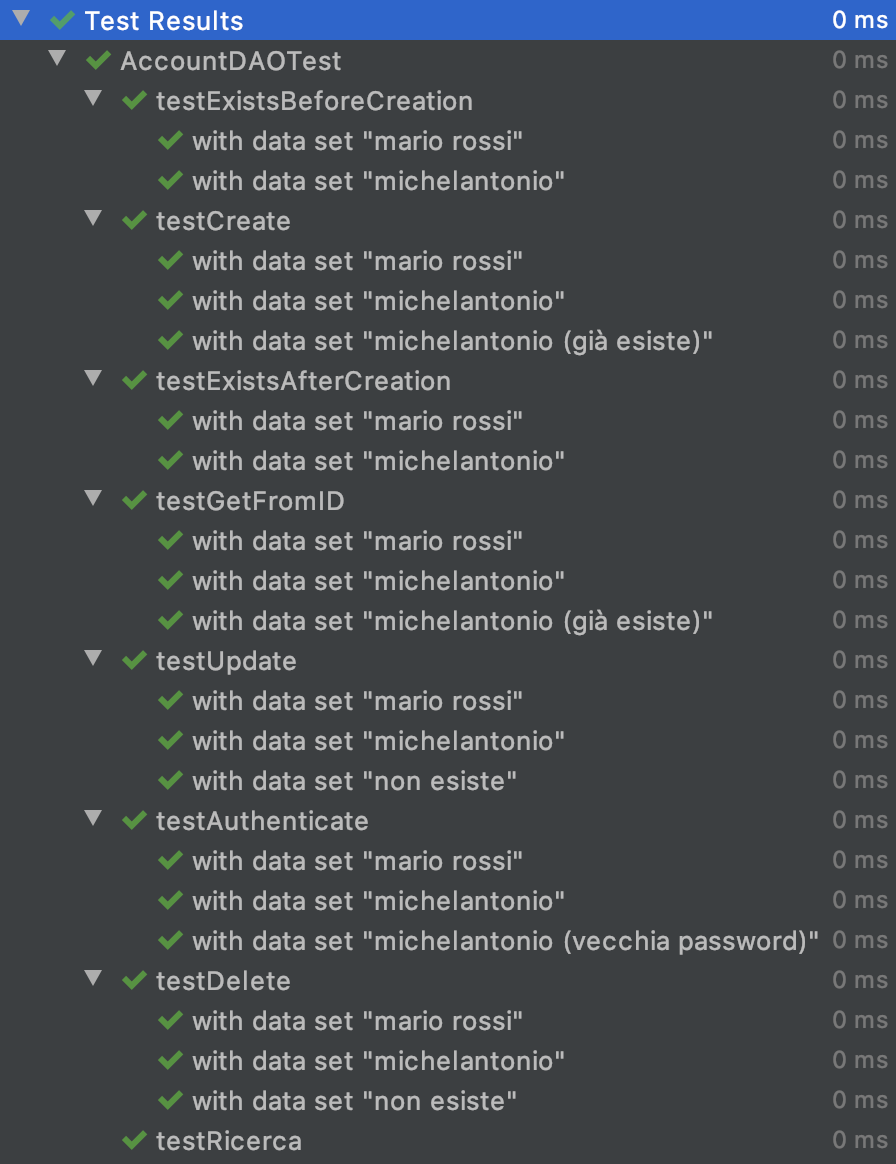 Test Results 0 ms
AccountDAOTest 0 ms
testExistsBeforeCreation 0 ms
with data set "mario rossi" 0 ms
with data set "michelantonio" 0 ms
testCreate 0 ms
with data set "mario rossi" 0 ms
with data set "michelantonio" 0 ms
with data set "michelantonio (già esiste)" 0 ms
testExistsAfterCreation 0 ms
with data set "mario rossi" 0 ms
with data set "michelantonio" 0 ms
testGetFromID 0 ms
with data set "mario rossi" 0 ms
with data set "michelantonio" 0 ms
with data set "michelantonio (già esiste)" 0 ms
testUpdate 0 ms
with data set "mario rossi" 0 ms
with data set "michelantonio" 0 ms
with data set "non esiste" 0 ms
testAuthenticate 0 ms
with data set "mario rossi" 0 ms
with data set "michelantonio" 0 ms
with data set "michelantonio (vecchia password)" 0 ms
testDelete 0 ms
with data set "mario rossi" 0 ms
with data set "michelantonio" 0 ms
with data set "non esiste" 0 ms
testRicerca 0 ms